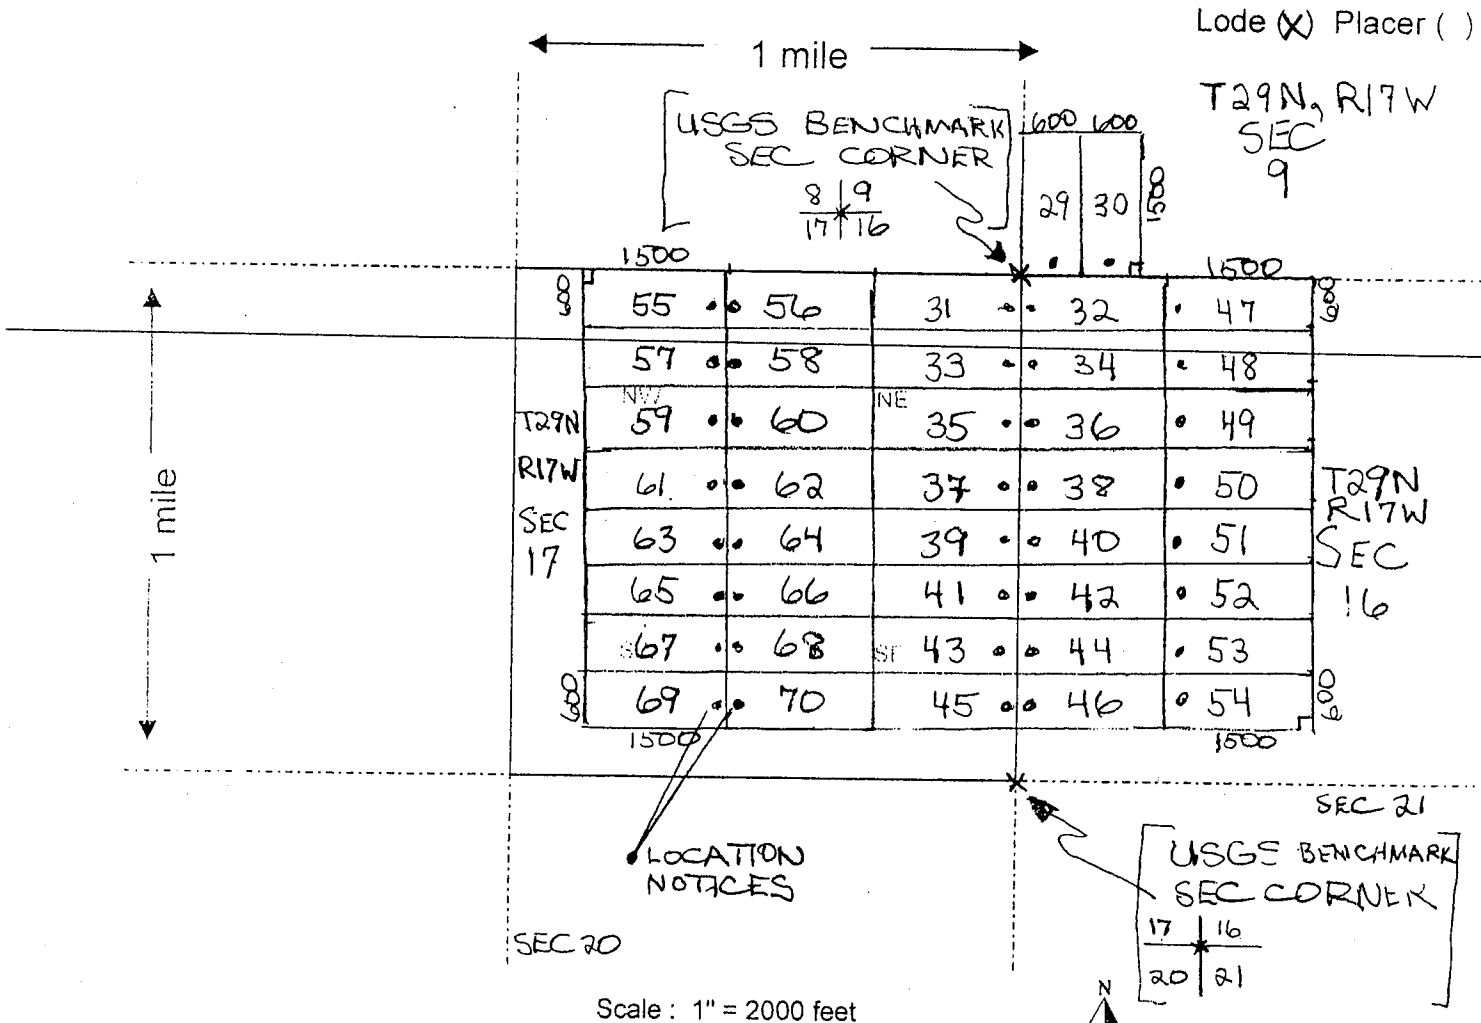 Lode (X) Placer ( )
1 mile
T29N, R17W
SEC
9
USGS BENCHMARK
SEC CORNER
8 9
17 16
600 600
29 30
1500
1500
1500
600
55 56 31 32 47
600
57 58 33 34 48
NW
NE
T29N
59 60 35 36 49
R17W
61 62 37 38 50
T29N
R17W
SEC
17
63 64 39 40 51
SEC
16
65 66 41 42 52
67 68 43 44 53
600
69 70 45 46 54
600
1500
1500
1 mile
SEC 21
LOCATION
NOTICES
USGS BENCHMARK
SEC CORNER
17 16
20 21
SEC 20
N
Scale : 1" = 2000 feet